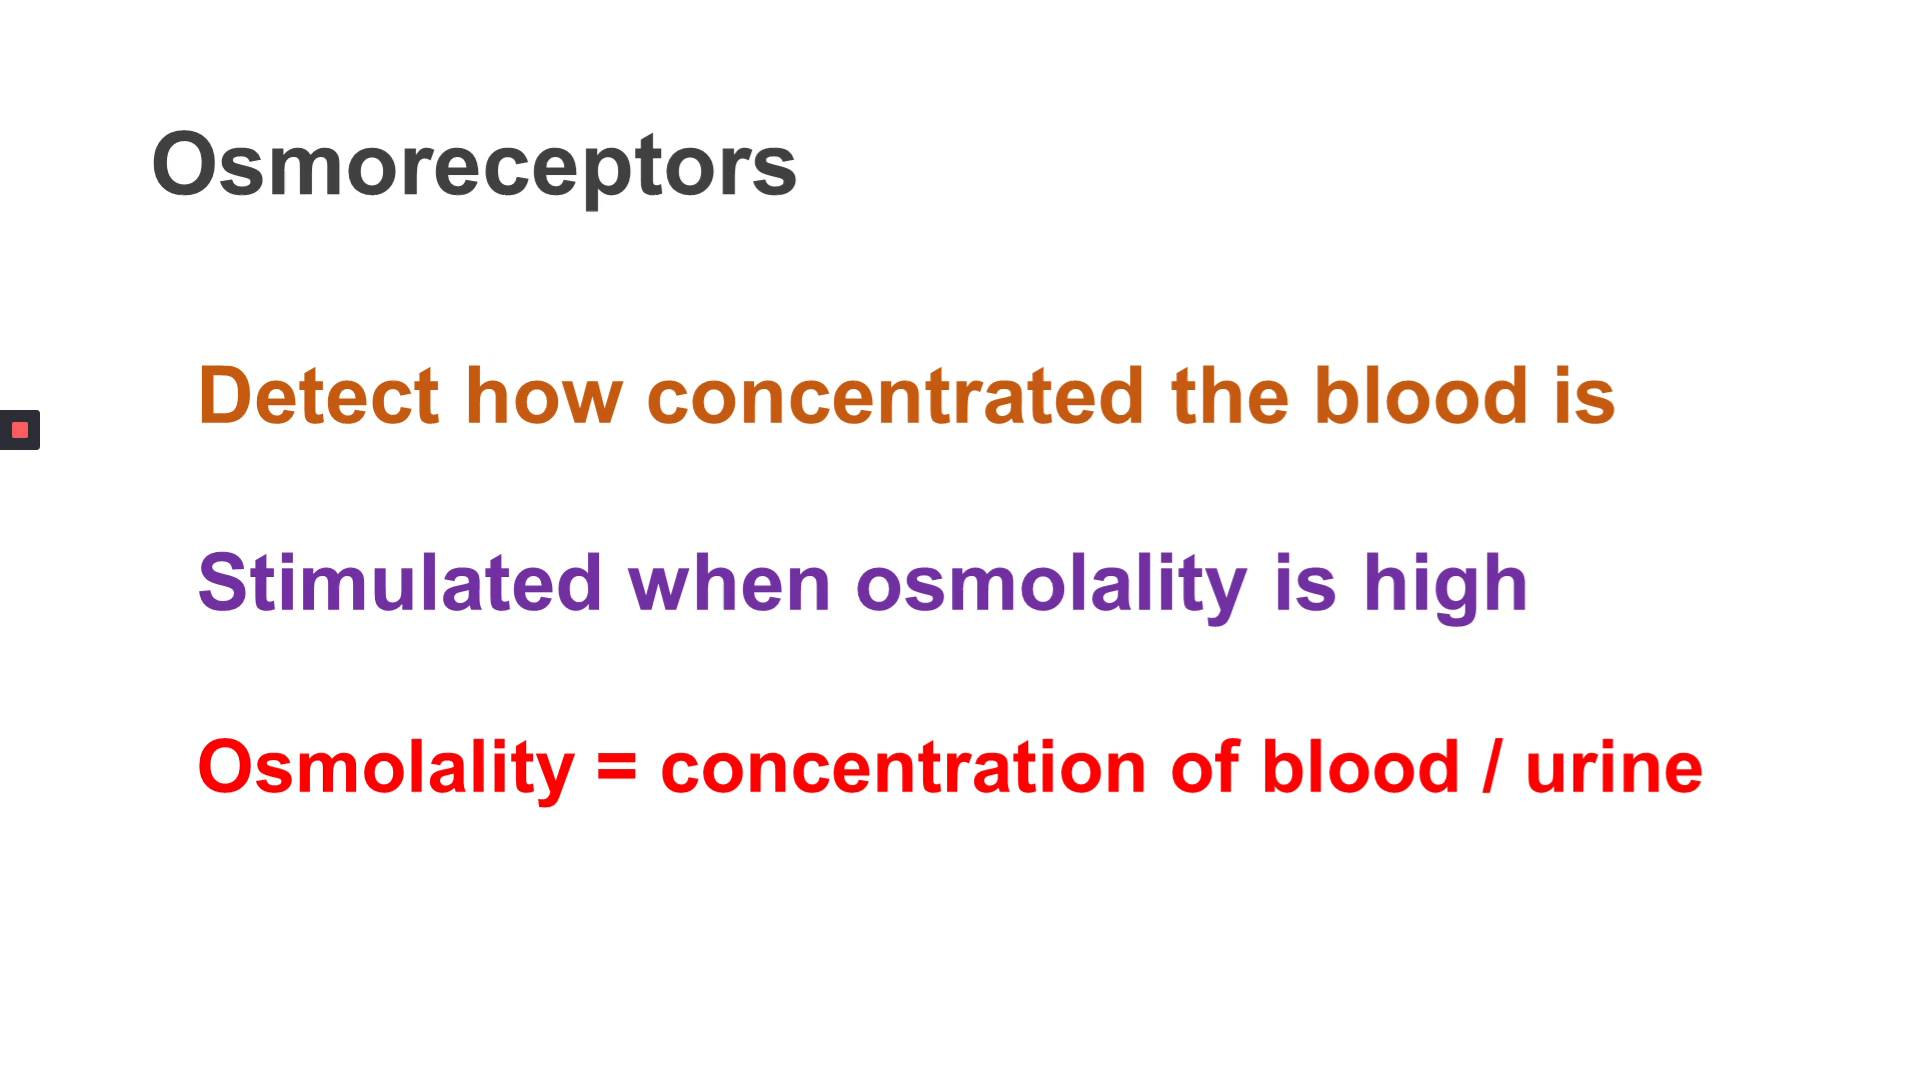 Osmoreceptors
Detect how concentrated the blood is
Stimulated when osmolality is high
Osmolality = concentration of blood / urine